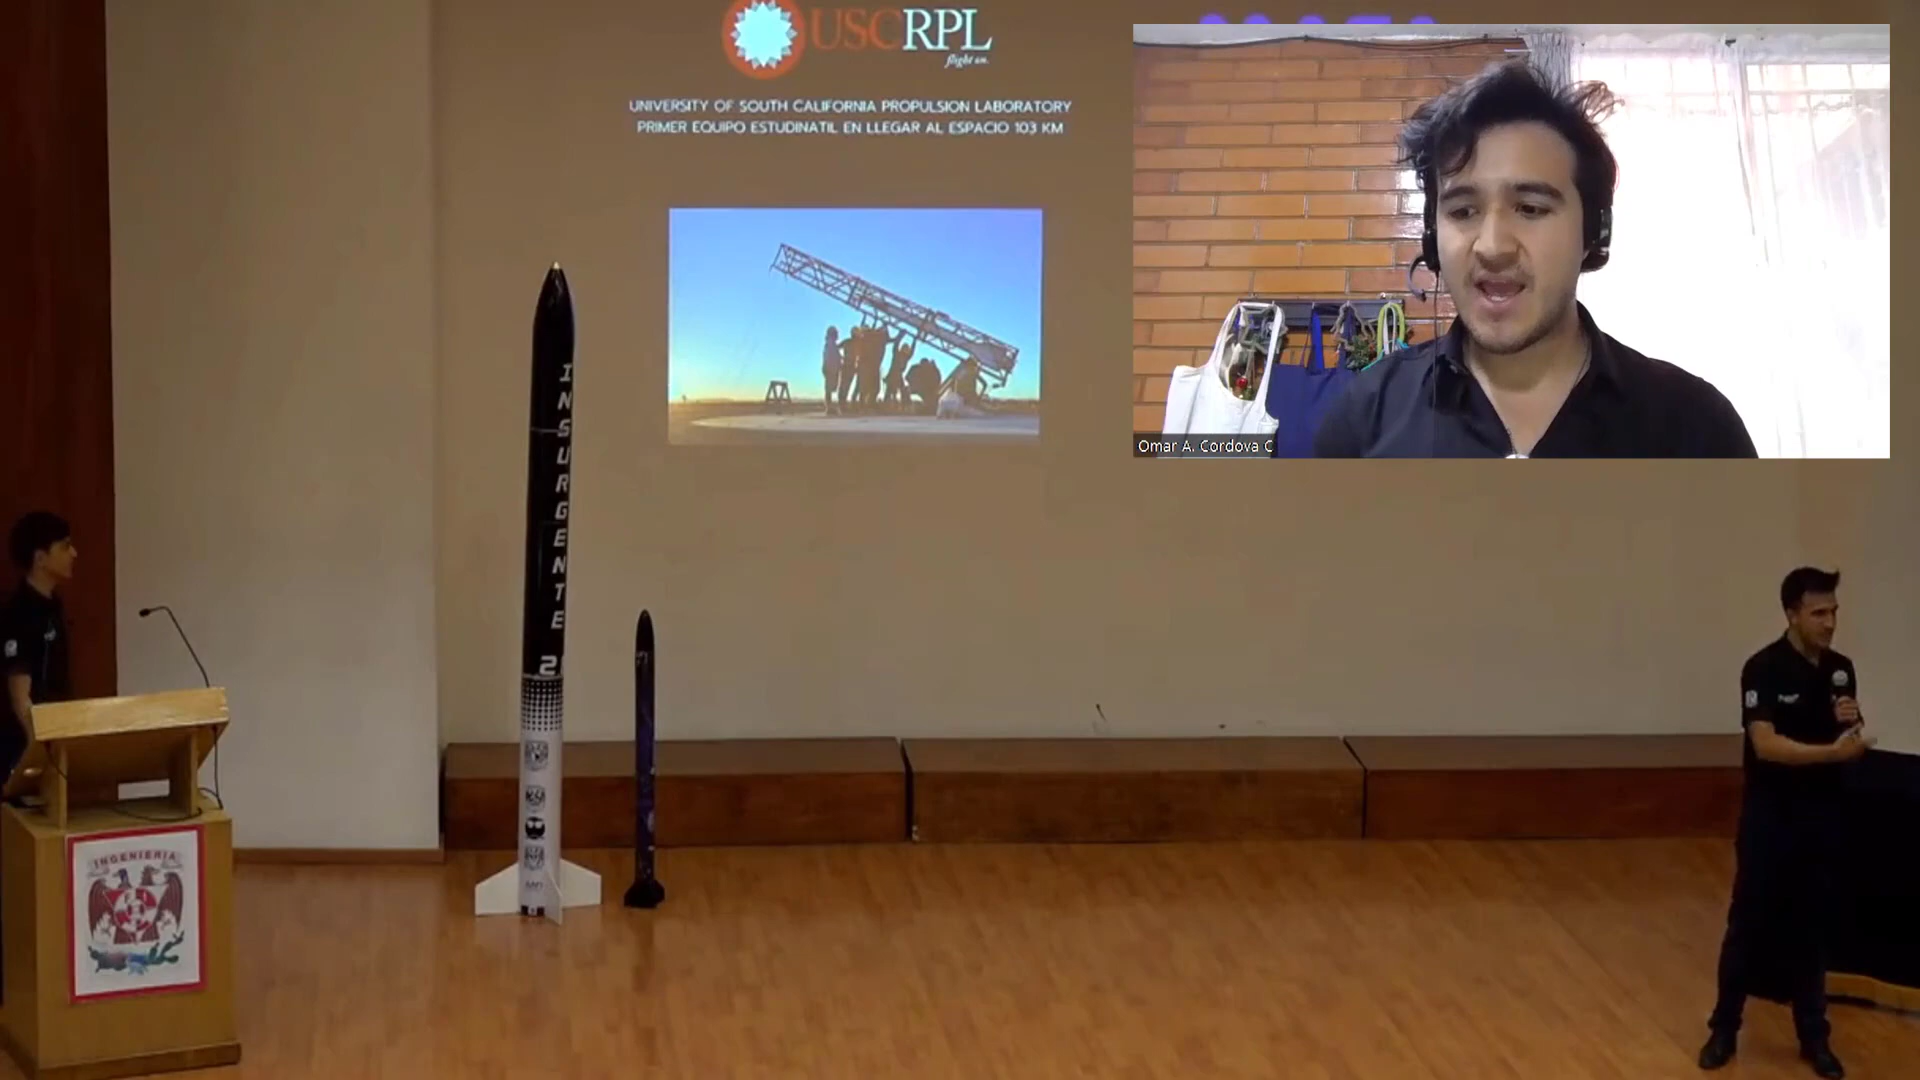 USCRPL
flight on.
UNIVERSITY OF SOUTH CALIFORNIA PROPULSION LABORATORY
PRIMER EQUIPO ESTUDINATIL EN LLEGAR AL ESPACIO 103 KM
Omar A. Cordova C
INSURGENTE
INGENIERIA